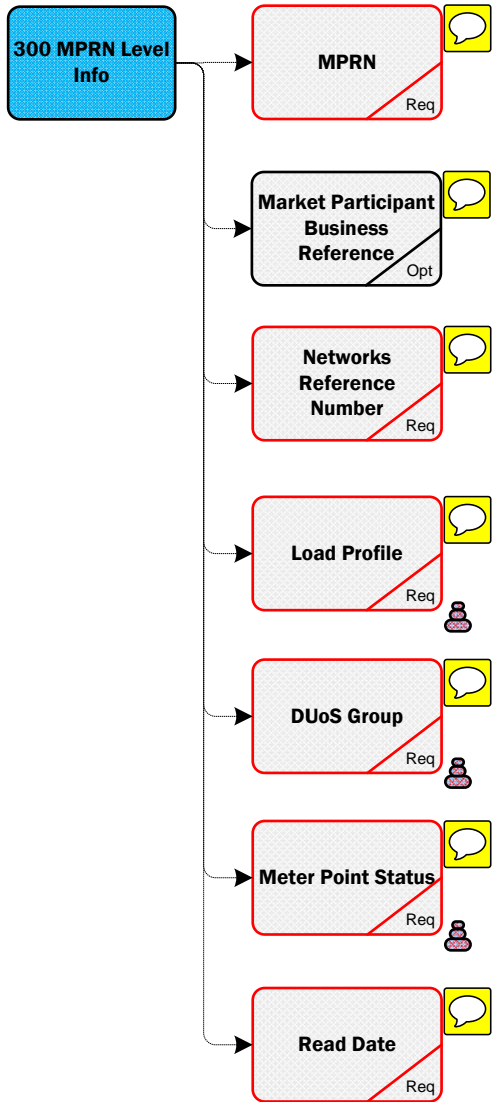 300 MPRN Level
Info
MPRN
Req
Market Participant
Business
Reference
Opt
Networks
Reference
Number
Req
Load Profile
Req
DUoS Group
Req
Meter Point Status
Req
Read Date
Req